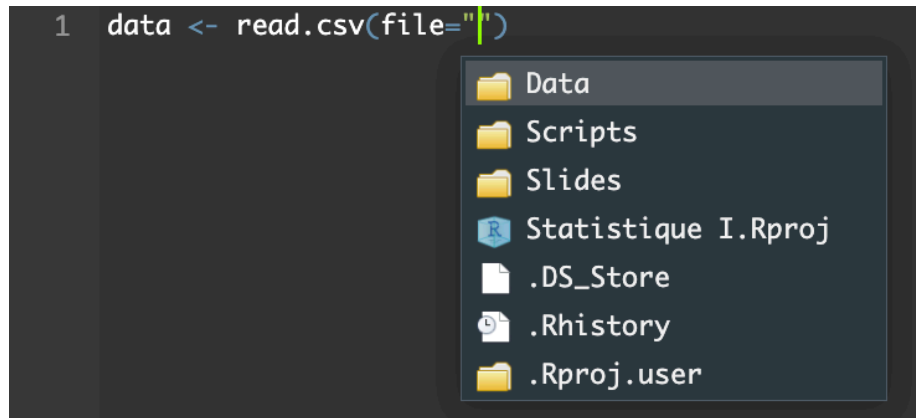 1 data <- read.csv(file="")
Data
Scripts
Slides
Statistique I.Rproj
.DS_Store
.Rhistory
.Rproj.user